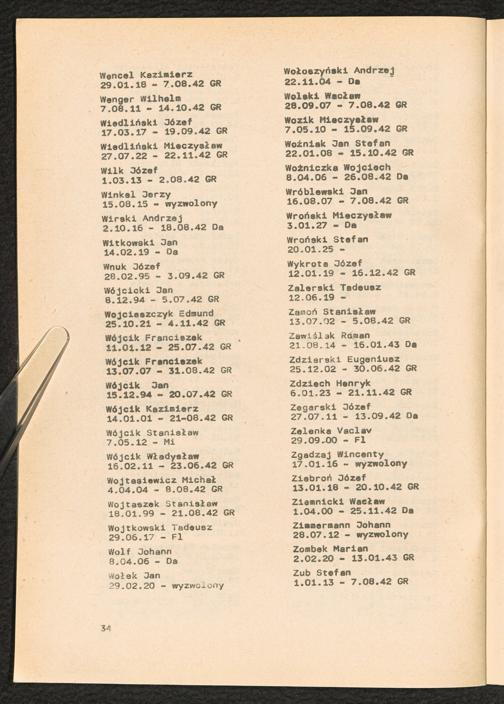 Wencel Kazimierz
29.01.18 - 7.08.42 GR
Wenger Wilhelm
7.08.11 - 14.10.42 GR
Wiedliński Józef
17.03.17 - 19.09.42 GR
Wiedliński Mieczysław
27.07.22 - 22.11.42 GR
Wilk Józef
1.03.13 - 2.08.42 GR
Winkel Jerzy
15.08.15 - wyzwolony
Wirski Andrzej
2.10.16 - 18.08.42 Da
Witkowski Jan
14.02.19 - Da
Wnuk Józef
28.02.95 - 3.09.42 GR
Wójcicki Jan
8.12.94 - 5.07.42 GR
Wojcieszczyk Edmund
25.10.21 - 4.11.42 GR
Wójcik Franciszek
11.01.12 - 25.07.42 GR
Wójcik Franciszek
13.07.07 - 31.08.42 GR
Wójcik Jan
15.12.94 - 20.07.42 GR
Wójcik Kazimierz
14.01.01 - 21-08.42 GR
Wójcik Stanisław
7.05.12 - Mi
Wójcik Władysław
16.02.11 - 23.06.42 GR
Wojtasiewicz Michał
4.04.04 - 8.08.42 GR
Wojtaszek Stanisław
18.01.99 - 21.08.42 GR
Wojtkowski Tadeusz
29.06.17 - Fl
Wolf Johann
8.04.06 - Da
Wołek Jan
29.02.20 - wyzwolony
34
Wołoszyński Andrzej
22.11.04 - Da
Wolski Wacław
28.09.07 - 7.08.42 GR
Wozik Mieczysław
7.05.10 - 15.09.42 GR
Woźniak Jan Stefan
22.01.08 - 15.10.42 GR
Woźniczka Wojciech
8.04.06 - 26.08.42 Da
Wróblewski Jan
16.08.07 - 7.08.42 GR
Wroński Mieczysław
3.01.27 - Da
Wroński Stefan
20.01.25 -
Wykrota Józef
12.01.19 - 16.12.42 GR
Zalerski Tadeusz
12.06.19 -
Zamoń Stanisław
13.07.02 - 5.08.42 GR
Zawiślak Roman
21.08.14 - 16.01.43 Da
Zdziarski Eugeniusz
25.12.02 - 30.06.42 GR
Zdziech Henryk
6.01.23 - 21.11.42 GR
Zegarski Józef
27.07.11 - 13.09.42 Da
Zelenka Vaclav
29.09.00 - Fl
Zgadzaj Wincenty
17.01.16 - wyzwolony
Ziebroń Józef
13.01.18 - 20.10.42 GR
Ziemnicki Wacław
1.04.00 - 25.11.42 Da
Zimmermann Johann
28.07.12 - wyzwolony
Zombek Marian
2.02.20 - 13.01.43 GR
Zub Stefan
1.01.13 - 7.08.42 GR